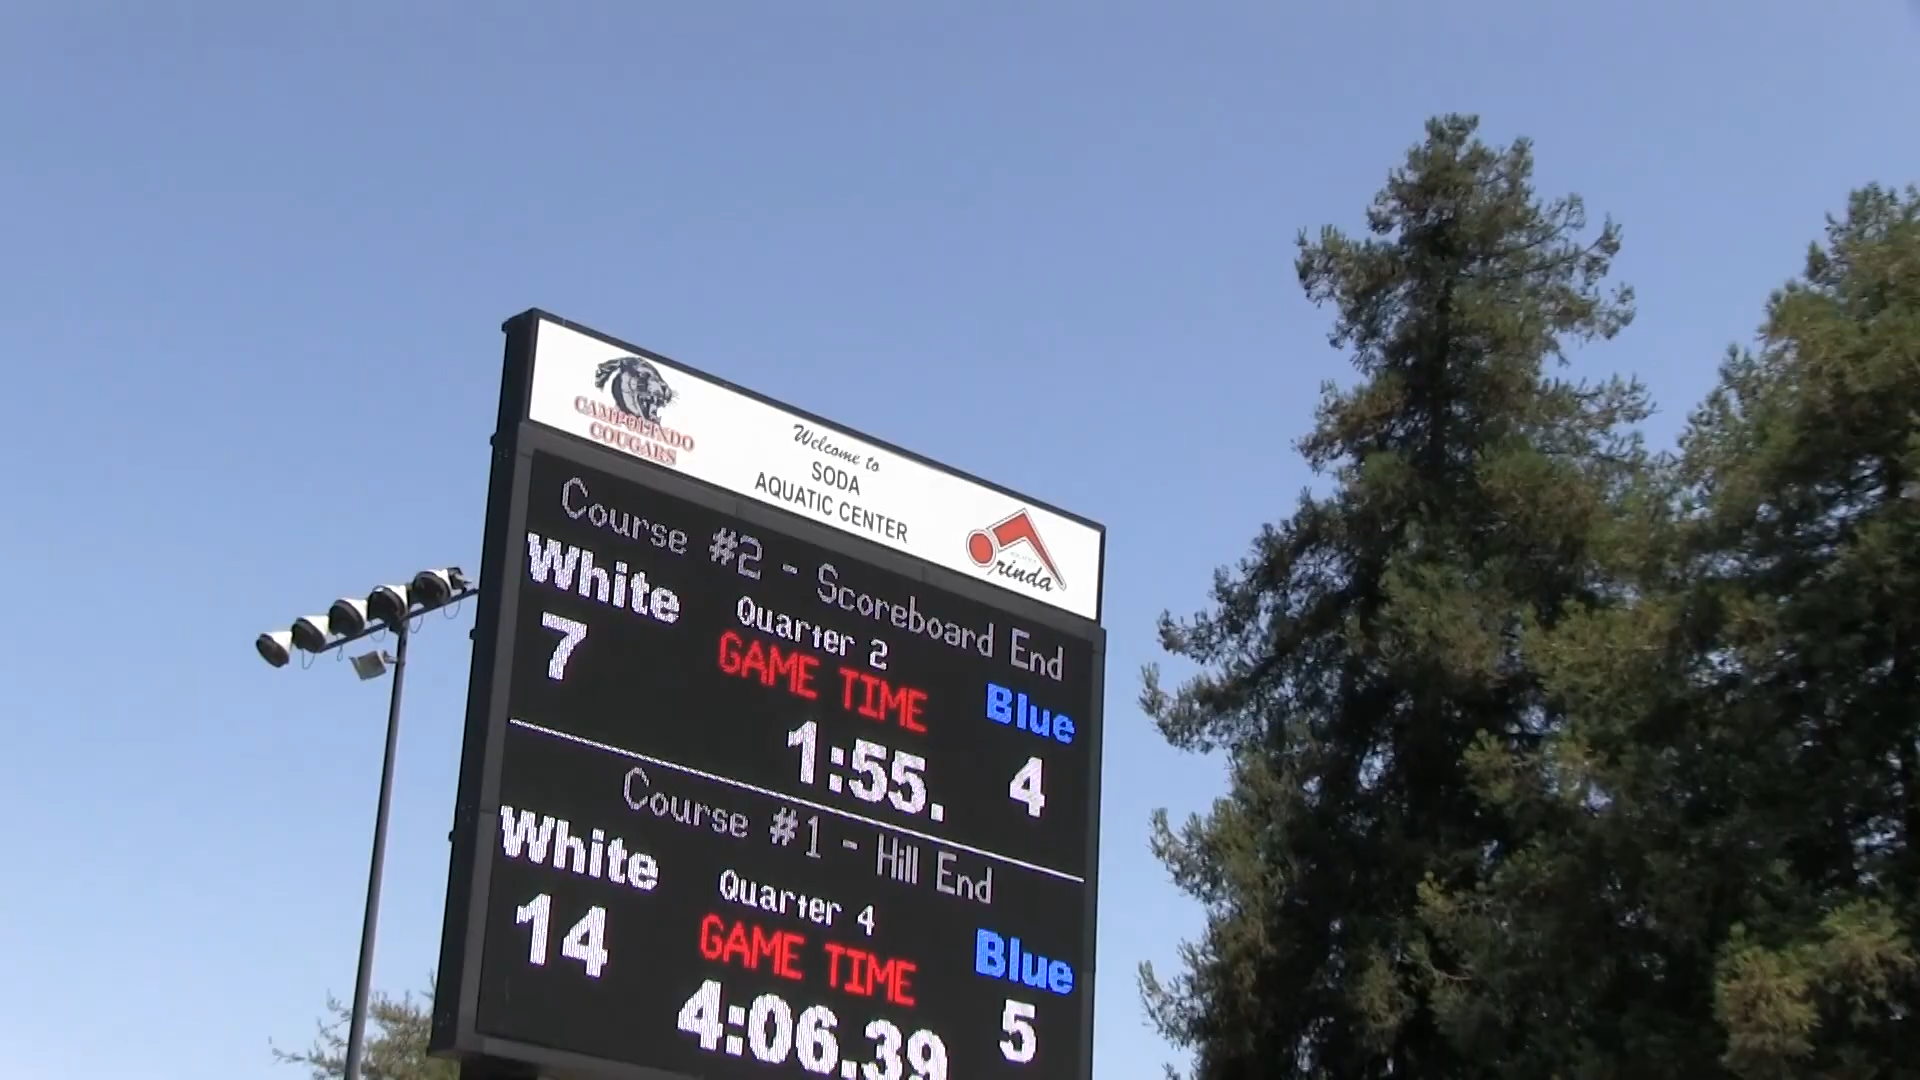 CAMPOLINDO
COUGARS
Welcome to
SODA
AQUATIC CENTER
Orinda
Course #2 - Scoreboard End
White
Quarter 2
Blue
7
GAME TIME
4
1:55.
Course #1 - Hill End
White
Quarter 4
Blue
14
GAME TIME
5
4:06.39